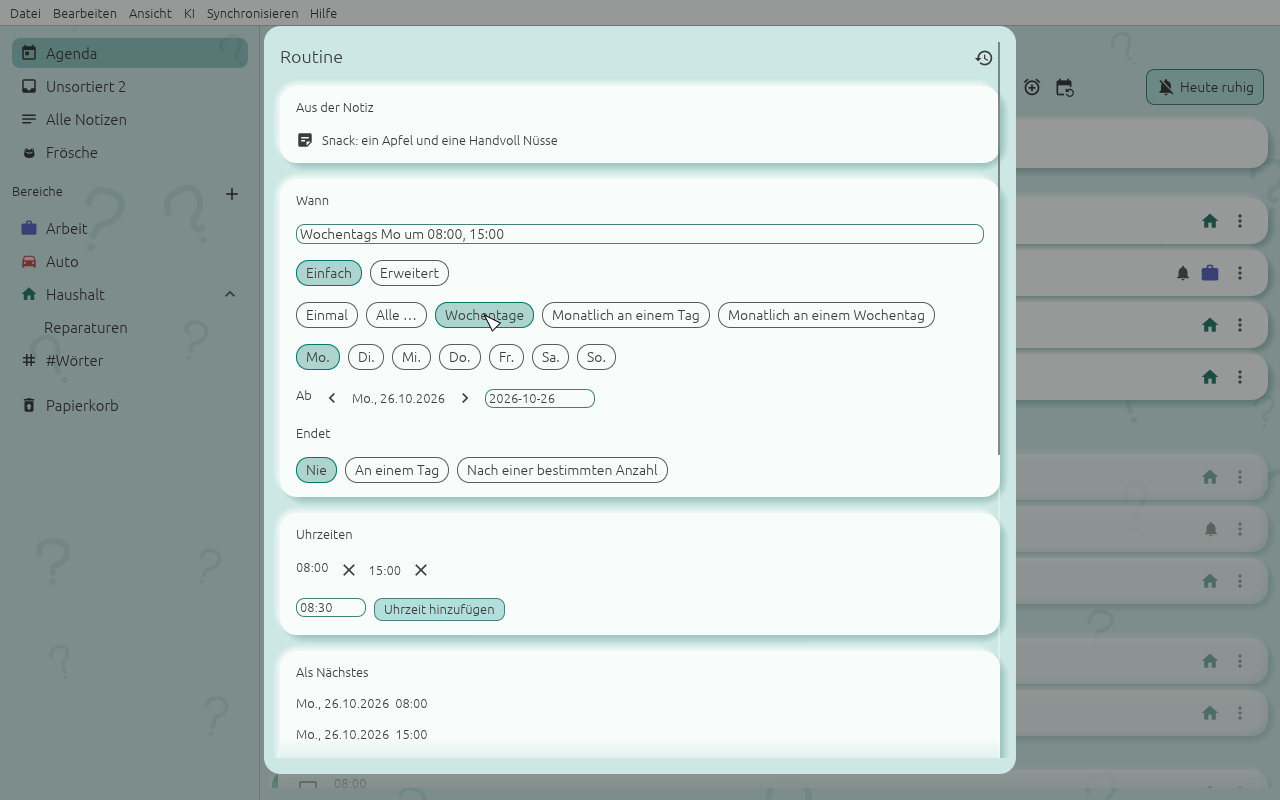 Datei Bearbeiten Ansicht KI Synchronisieren Hilfe
Agenda
Unsortiert 2
Alle Notizen
Frösche
Bereiche
Arbeit
Auto
Haushalt
Reparaturen
#Wörter
Papierkorb
Heute ruhig
Routine
Aus der Notiz
Snack: ein Apfel und eine Handvoll Nüsse
Wann
Wochentags Mo um 08:00, 15:00
Einfach Erweitert
Einmal Alle … Wochentage Monatlich an einem Tag Monatlich an einem Wochentag
Mo. Di. Mi. Do. Fr. Sa. So.
Ab Mo., 26.10.2026 2026-10-26
Endet
Nie An einem Tag Nach einer bestimmten Anzahl
Uhrzeiten
08:00 15:00
08:30 Uhrzeit hinzufügen
Als Nächstes
Mo., 26.10.2026 08:00
Mo., 26.10.2026 15:00
08:00